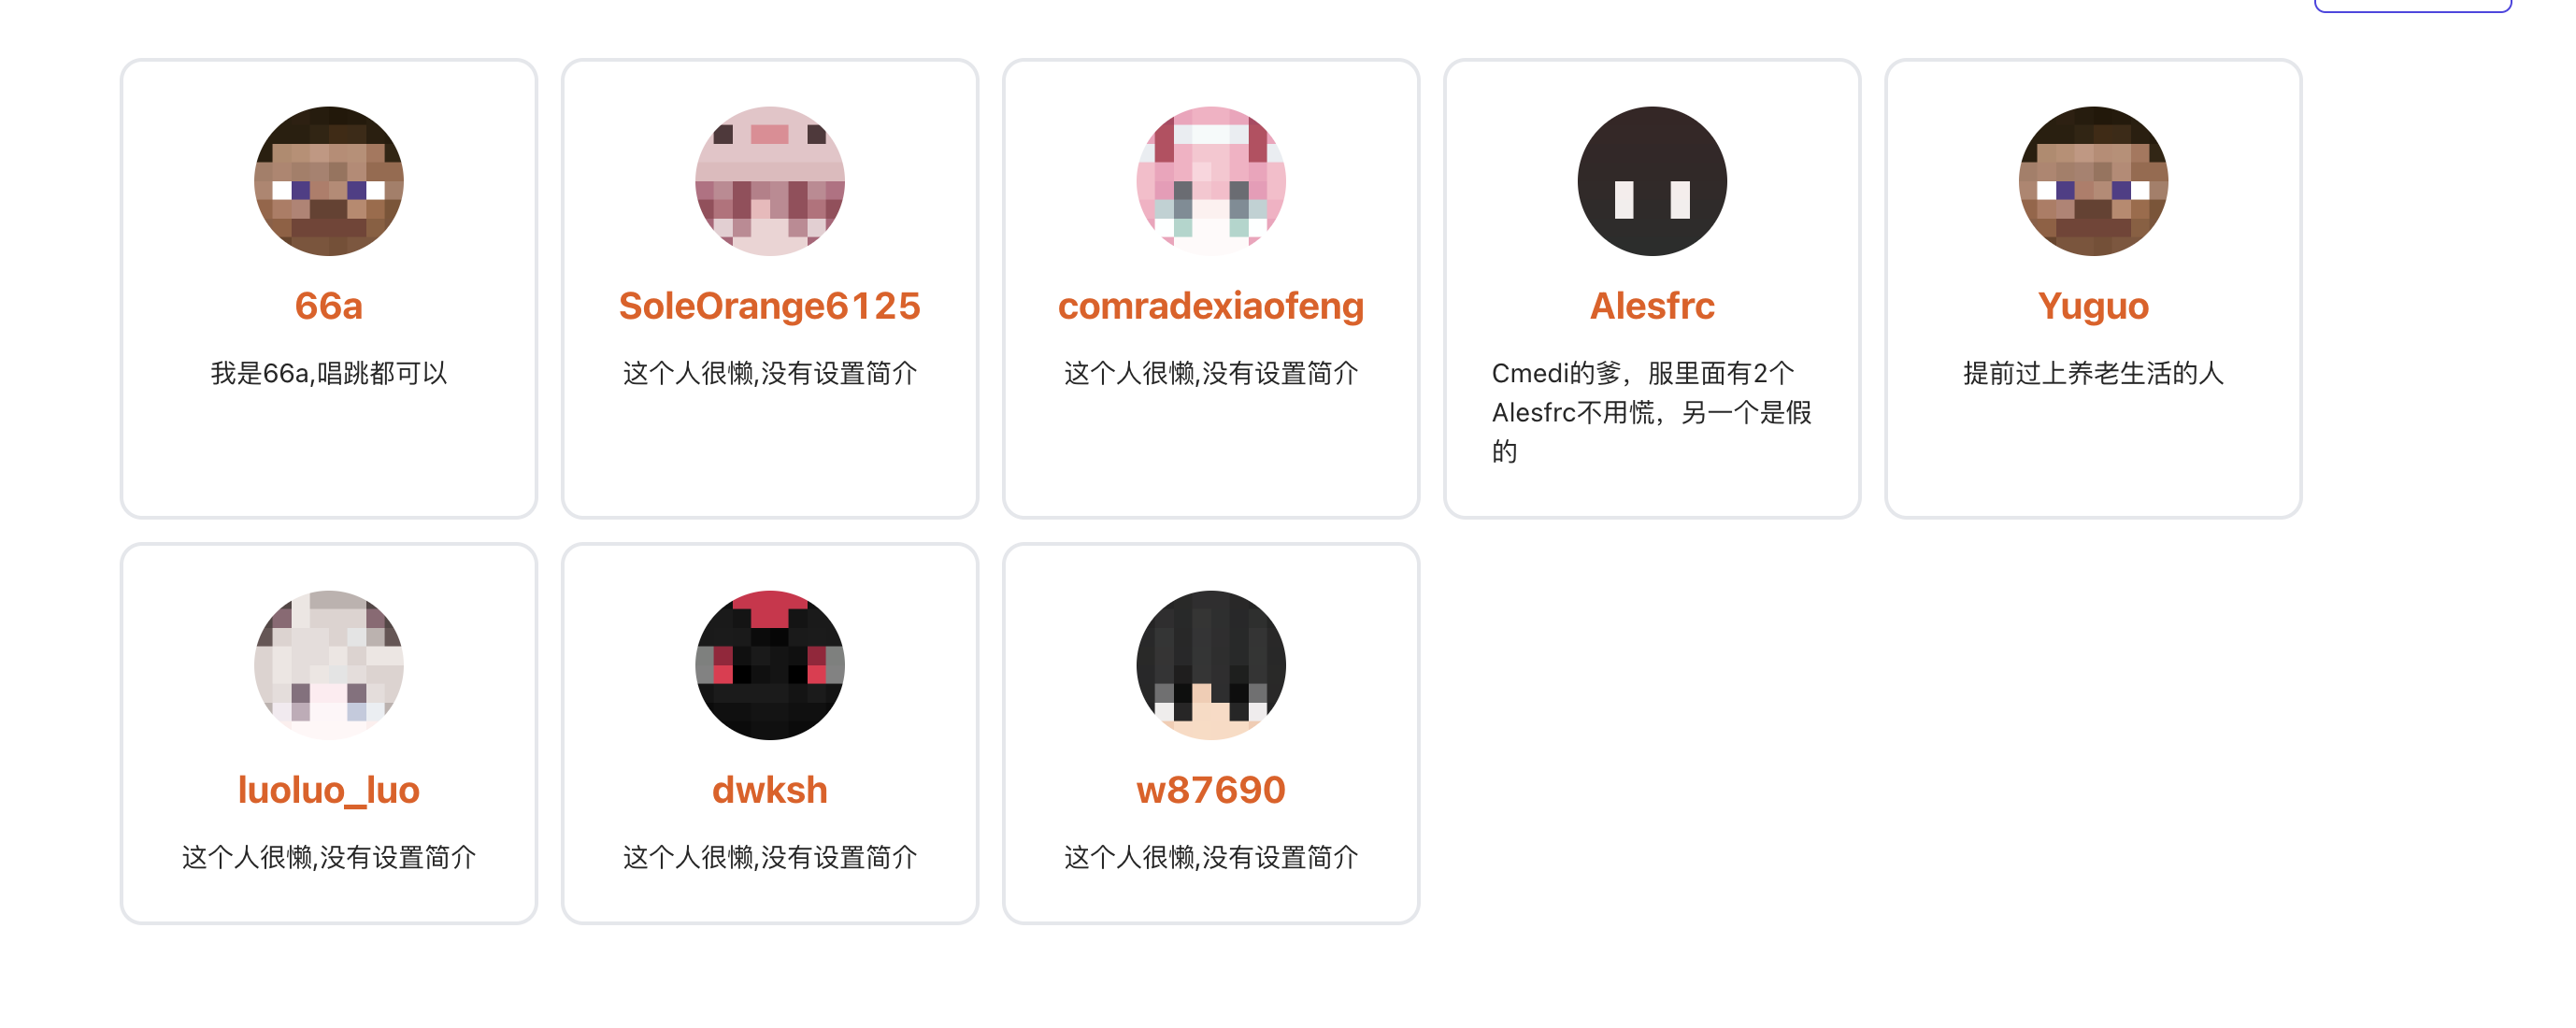 66a
我是66a,唱跳都可以
SoleOrange6125
这个人很懒,没有设置简介
comradexiaofeng
这个人很懒,没有设置简介
Alesfrc
Cmedi的爹，服里面有2个
Alesfrc不用慌，另一个是假
的
Yuguo
提前过上养老生活的人
luoluo_luo
这个人很懒,没有设置简介
dwksh
这个人很懒,没有设置简介
w87690
这个人很懒,没有设置简介